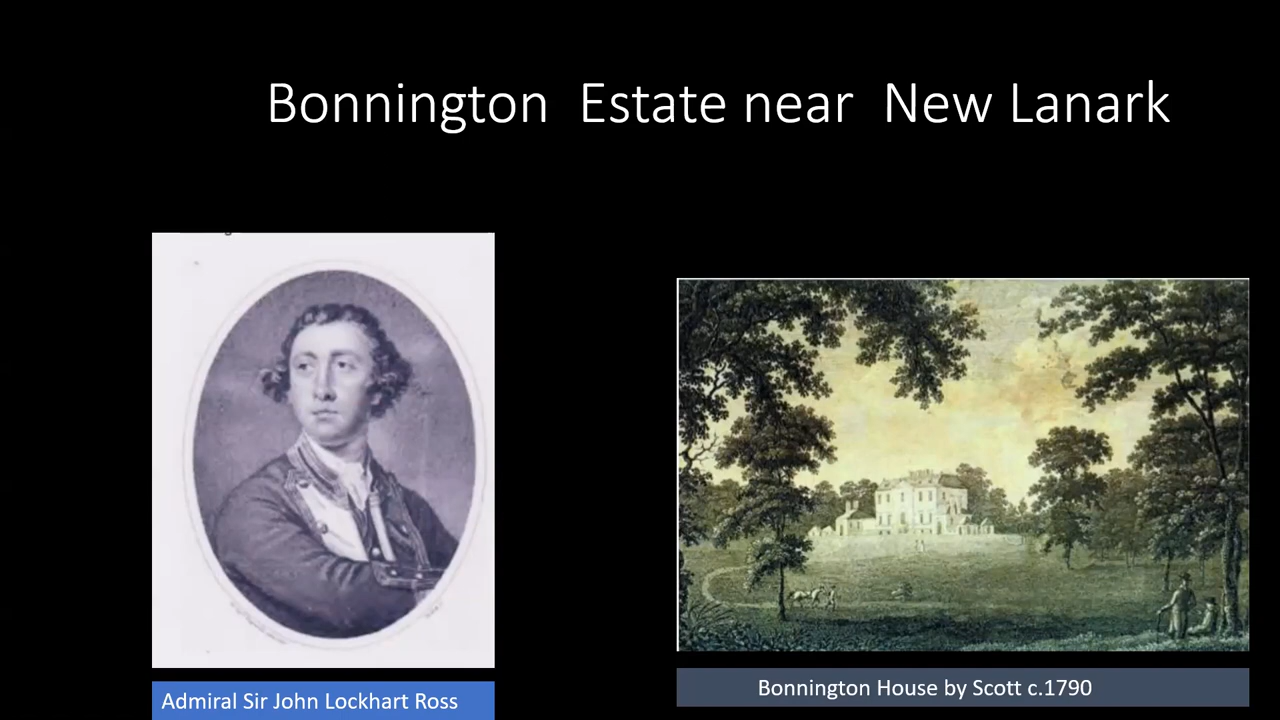 Bonnington Estate near New Lanark
Admiral Sir John Lockhart Ross
Bonnington House by Scott c.1790